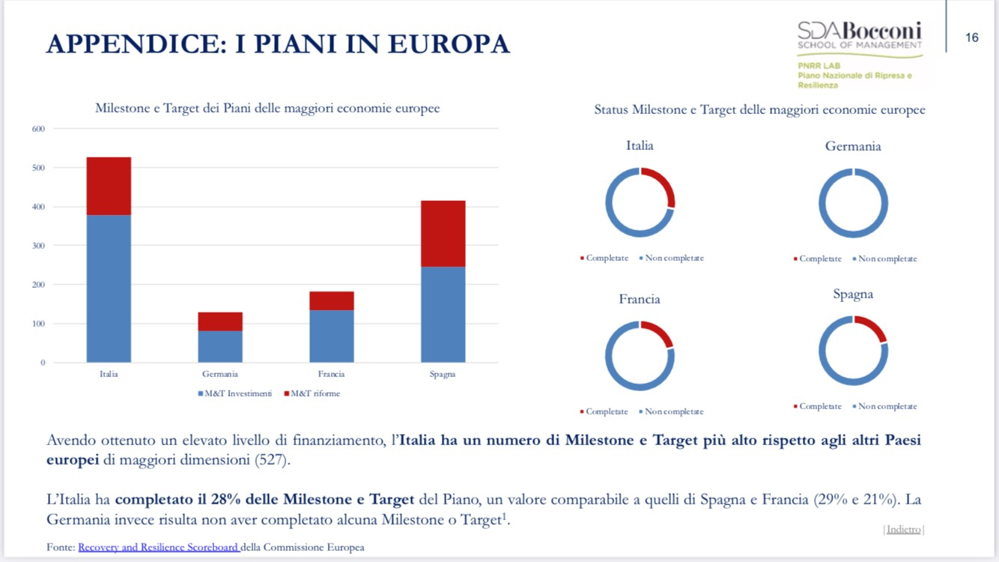 APPENDICE: I PIANI IN EUROPA
SDABocconi
SCHOOL OF MANAGEMENT
PNRR LAB
Piano Nazionale di Ripresa e
Resilienza
16
Milestone e Target dei Piani delle maggiori economie europee
600
500
400
300
200
100
0
Italia
Germania
Francia
Spagna
M&T Investimenti
M&T riforme
Status Milestone e Target delle maggiori economie europee
Italia
Completate
Non completate
Germania
Completate
Non completate
Francia
Completate
Non completate
Spagna
Completate
Non completate
Avendo ottenuto un elevato livello di finanziamento, l’Italia ha un numero di Milestone e Target più alto rispetto agli altri Paesi
europei di maggiori dimensioni (527).
L’Italia ha completato il 28% delle Milestone e Target del Piano, un valore comparabile a quelli di Spagna e Francia (29% e 21%). La
Germania invece risulta non aver completato alcuna Milestone o Target¹.
|Indietro|
Fonte: Recovery and Resilience Scoreboard della Commissione Europea